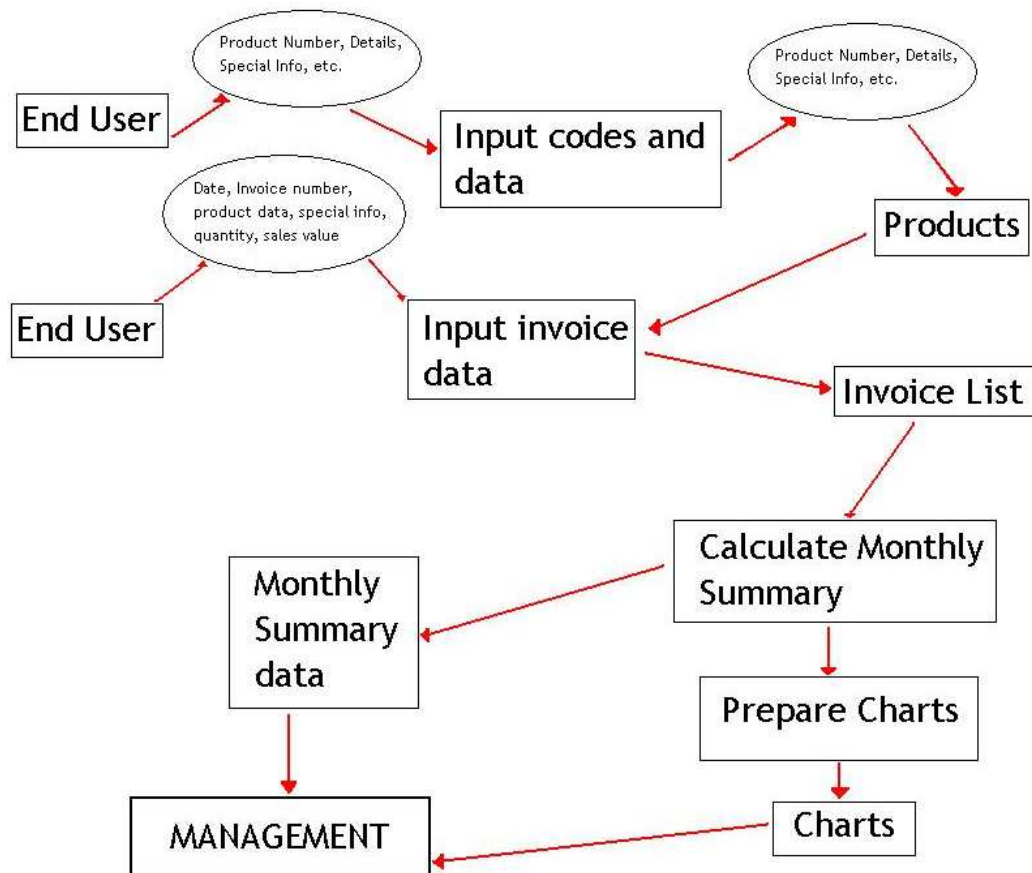 Product Number, Details,
Special Info, etc.
Product Number, Details,
Special Info, etc.
End User
Input codes and
data
Date, Invoice number,
product data, special info,
quantity, sales value
Products
End User
Input invoice
data
Invoice List
Calculate Monthly
Summary
Monthly
Summary
data
Prepare Charts
Charts
MANAGEMENT